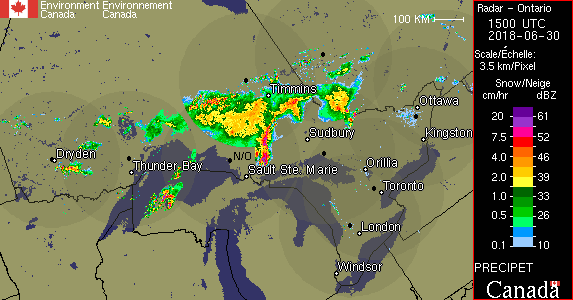 Environment Environnement
Canada Canada
100 KM
Timmins
Ottawa
Sudbury
Kingston
Dryden
Thunder Bay
N/O
Sault Ste. Marie
Orillia
Toronto
London
Windsor
Radar – Ontario
1500 UTC
2018-06-30
Scale/Échelle:
3.5 km/Pixel
Snow/Neige
cm/hr dBZ
20 61
7.5 52
4.0 46
2.0 39
1.0 33
0.5 26
0.1 10
PRECIPET
Canada